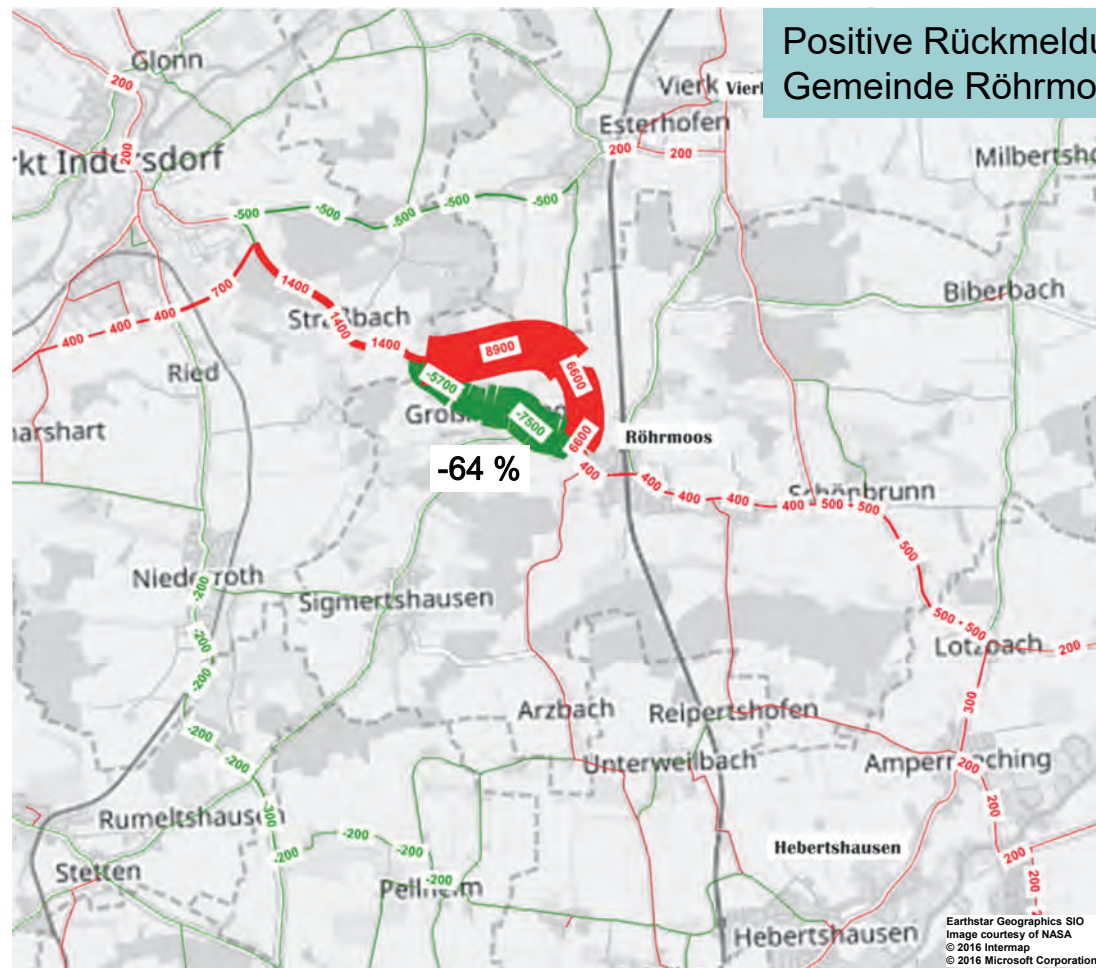 Positive Rückmeldu
Gemeinde Röhrmo
Glonn
200
Vierk
Esterhofen
200
200
200
rkt Indersdorf
Milbertsho
-500
-500
-500
-500
-500
700
1400
400
400
400
Straßbach
1400
1400
8900
6600
Biberbach
Ried
-5700
-7500
6600
Röhrmoos
arshart
-64 %
400
400
400
400
400
500
500
Schönbrunn
500
Niederroth
-200
Sigmertshausen
-200
-200
500
500
Lotzbach
200
Arzbach
Reipertshofen
300
-200
-200
Unterweilbach
Ampermoching
200
-300
200
Rumeltshausen
-200
-200
-200
Hebertshausen
200
Stetten
Pellheim
-200
200
Hebertshausen
Earthstar Geographics SIO
Image courtesy of NASA
© 2016 Intermap
© 2016 Microsoft Corporation